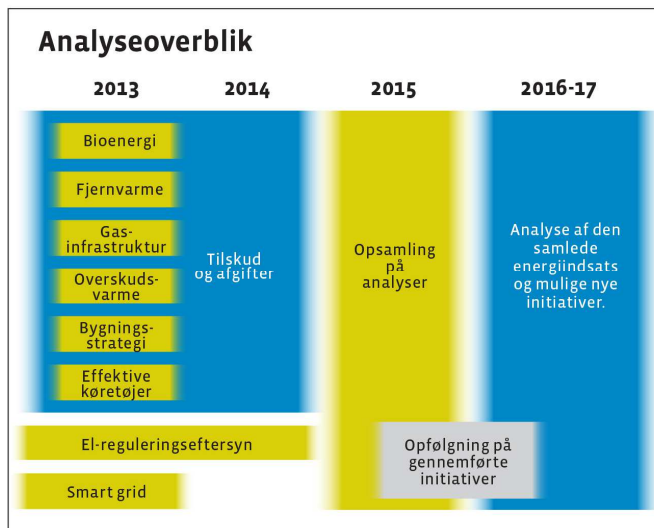 Analyseoverblik
2013
2014
2015
2016-17
Bioenergi
Fjernvarme
Gas-
infrastruktur
Overskuds-
varme
Bygnings-
strategi
Effektive
køretøjer
Tilskud
og afgifter
Opsamling
på
analyser
Analyse af den
samlede
energiindsats
og mulige nye
initiativer.
El-reguleringseftersyn
Opfølgning på
gennemførte
initiativer
Smart grid